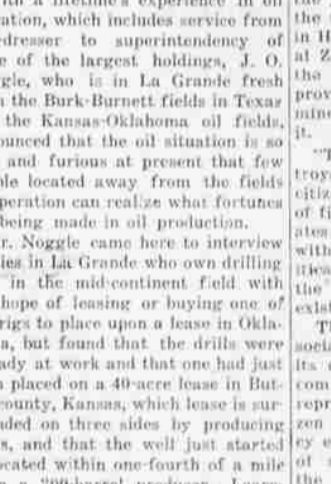 with a lifetime's experience in oil
ation, which includes service from
-dresser to superintendency of
e of the largest holdings, J. O.
gle, who is in La Grande fresh
n the Burk-Burnett fields in Texas
the Kansas-Oklahoma oil fields,
ounced that the oil situation is so
and furious at present that few
ple located away from the fields
peration can realize what fortunes
being made in oil production.
r. Noggle came here to interview
ies in La Grande who own drilling
in the mid-continent field with
hope of leasing or buying one of
rigs to place upon a lease in Okla-
a, but found that the drills were
ady at work and that one had just
n placed on a 40-acre lease in But-
county, Kansas, which lease is sur-
nded on three sides by producing
s, and that the well just started
ocated within one-fourth of a mile
the
in H
at Z
the
prov
mine
it.
"T
troy
citiz
of fi
ates
with
the
exist
T
socia
its
com
repr
zen
cy e
of
the